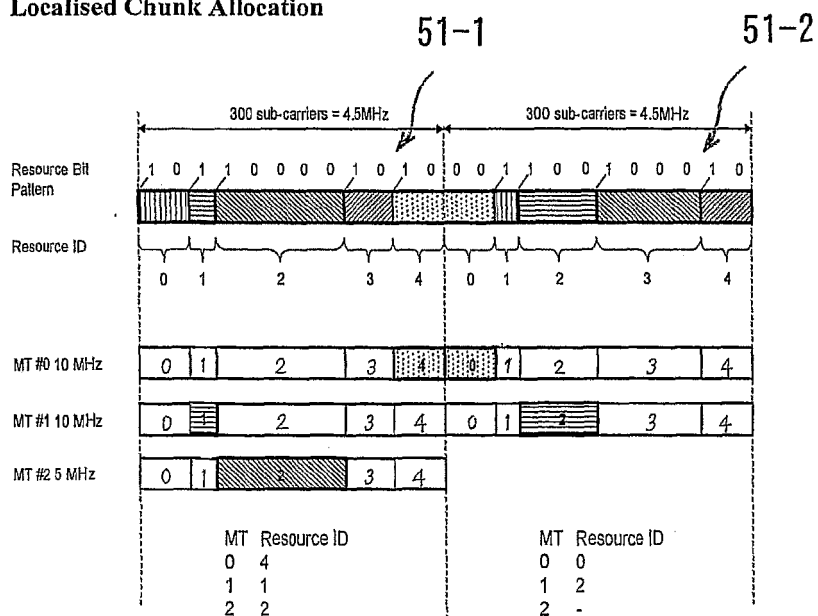 Localised Chunk Allocation
51-1 51-2
300 sub-carriers = 4.5MHz 300 sub-carriers = 4.5MHz
Resource Bit Pattern 1 0 1 1 0 0 0 0 1 0 1 0 0 0 1 1 0 0 1 0 0 0 1 0
Resource ID
0 1 2 3 4 0 1 2 3 4
MT #0 10 MHz 0 1 2 3 4 0 1 2 3 4
MT #1 10 MHz 0 1 2 3 4 0 1 2 3 4
MT #2 5 MHz 0 1 2 3 4
MT Resource ID MT Resource ID
0 4 0 0
1 1 1 2
2 2 2 -